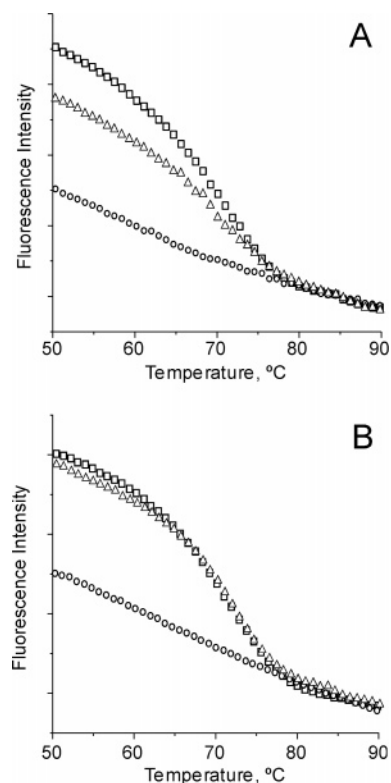 A
Fluorescence Intensity
50 60 70 80 90
Temperature, ºC
B
Fluorescence Intensity
50 60 70 80 90
Temperature, ºC